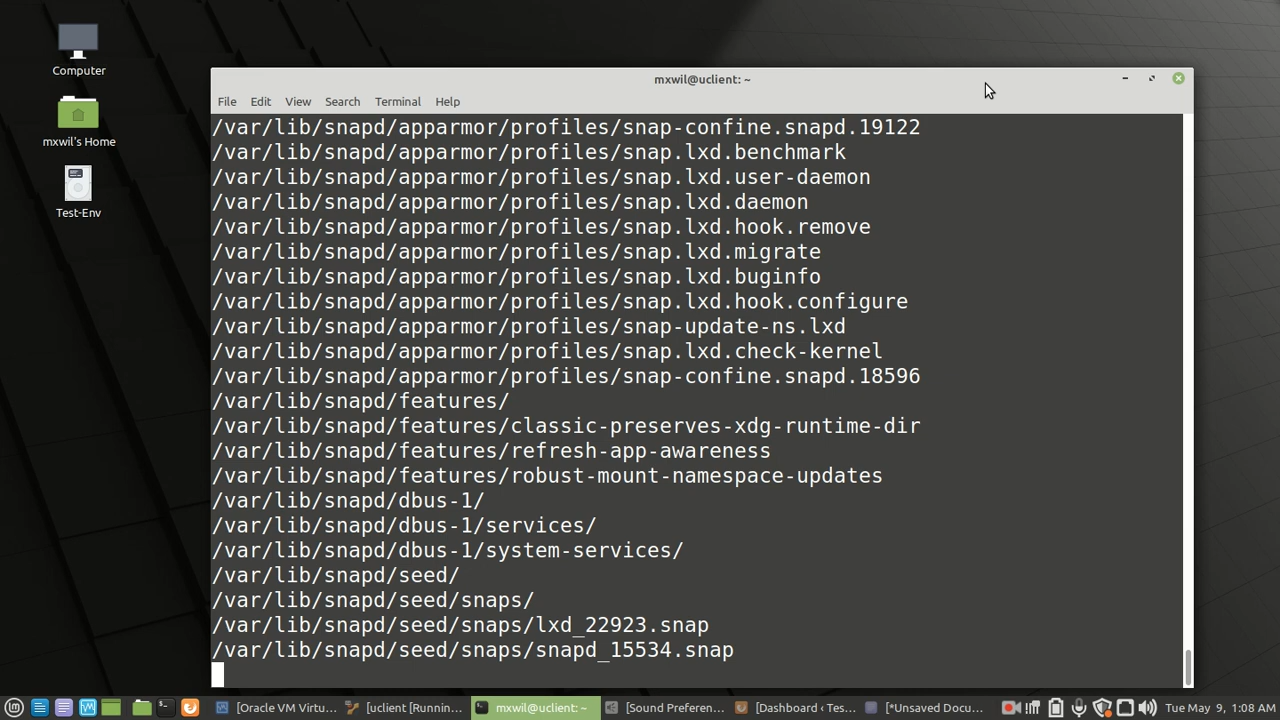 Computer
mxwil's Home
Test-Env
mxwil@uclient: ~
File Edit View Search Terminal Help
/var/lib/snapd/apparmor/profiles/snap-confine.snapd.19122
/var/lib/snapd/apparmor/profiles/snap.lxd.benchmark
/var/lib/snapd/apparmor/profiles/snap.lxd.user-daemon
/var/lib/snapd/apparmor/profiles/snap.lxd.daemon
/var/lib/snapd/apparmor/profiles/snap.lxd.hook.remove
/var/lib/snapd/apparmor/profiles/snap.lxd.migrate
/var/lib/snapd/apparmor/profiles/snap.lxd.buginfo
/var/lib/snapd/apparmor/profiles/snap.lxd.hook.configure
/var/lib/snapd/apparmor/profiles/snap-update-ns.lxd
/var/lib/snapd/apparmor/profiles/snap.lxd.check-kernel
/var/lib/snapd/apparmor/profiles/snap-confine.snapd.18596
/var/lib/snapd/features/
/var/lib/snapd/features/classic-preserves-xdg-runtime-dir
/var/lib/snapd/features/refresh-app-awareness
/var/lib/snapd/features/robust-mount-namespace-updates
/var/lib/snapd/dbus-1/
/var/lib/snapd/dbus-1/services/
/var/lib/snapd/dbus-1/system-services/
/var/lib/snapd/seed/
/var/lib/snapd/seed/snaps/
/var/lib/snapd/seed/snaps/lxd_22923.snap
/var/lib/snapd/seed/snaps/snapd_15534.snap
[Oracle VM Virtu... [uclient [Running... mxwil@uclient: ~ [Sound Preferen... [Dashboard ‹ Tes... [*Unsaved Docu... Tue May 9, 1:08 AM